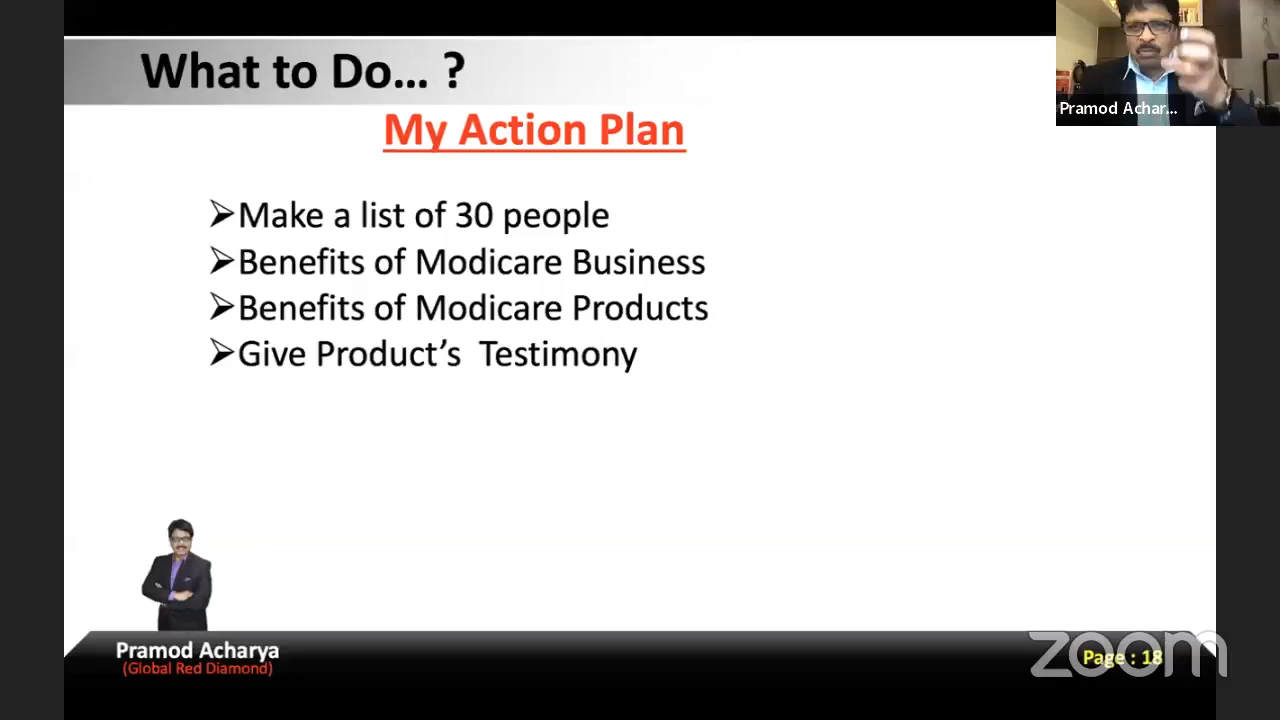 What to Do... ?
Pramod Achar...
My Action Plan
➢Make a list of 30 people
➢Benefits of Modicare Business
➢Benefits of Modicare Products
➢Give Product’s Testimony
Pramod Acharya
(Global Red Diamond)
zoom
Page : 18